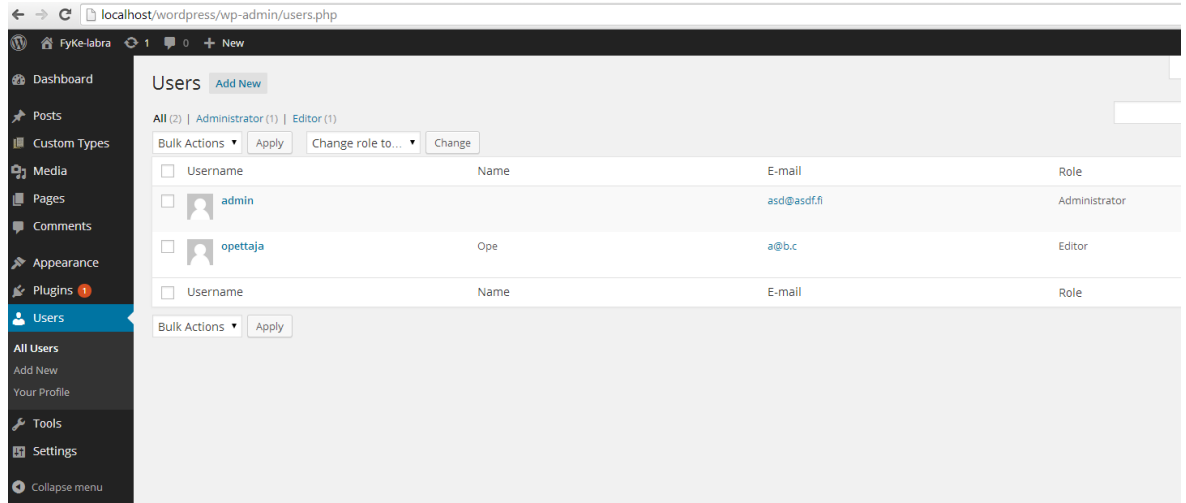 localhost/wordpress/wp-admin/users.php
FyKe-labra 1 0 + New
Dashboard
Posts
Custom Types
Media
Pages
Comments
Appearance
Plugins 1
Users
All Users
Add New
Your Profile
Tools
Settings
Collapse menu
Users Add New
All (2) | Administrator (1) | Editor (1)
Bulk Actions Apply Change role to... Change
Username Name E-mail Role
admin asd@asdf.fi Administrator
opettaja Ope a@b.c Editor
Username Name E-mail Role
Bulk Actions Apply